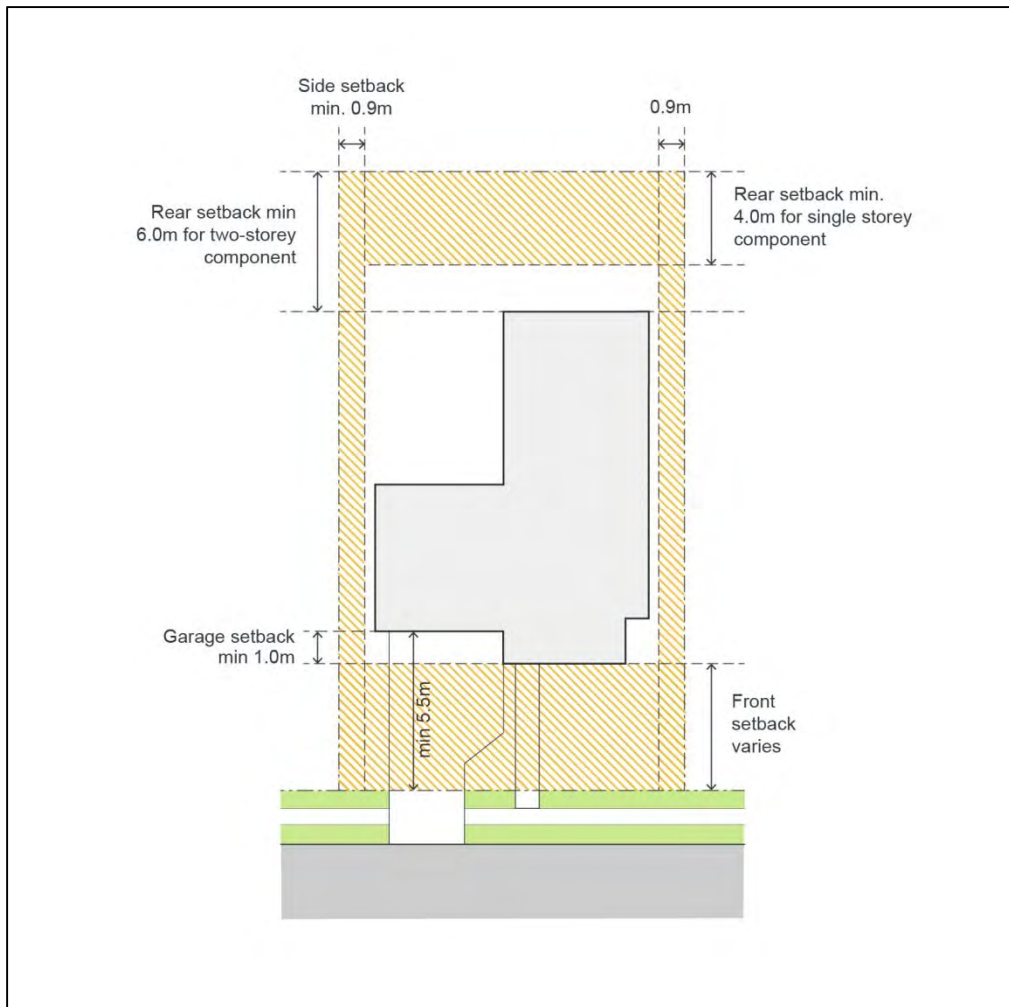 Side setback
min. 0.9m
0.9m
Rear setback min
6.0m for two-storey
component
Rear setback min.
4.0m for single storey
component
Garage setback
min 1.0m
min 5.5m
Front
setback
varies